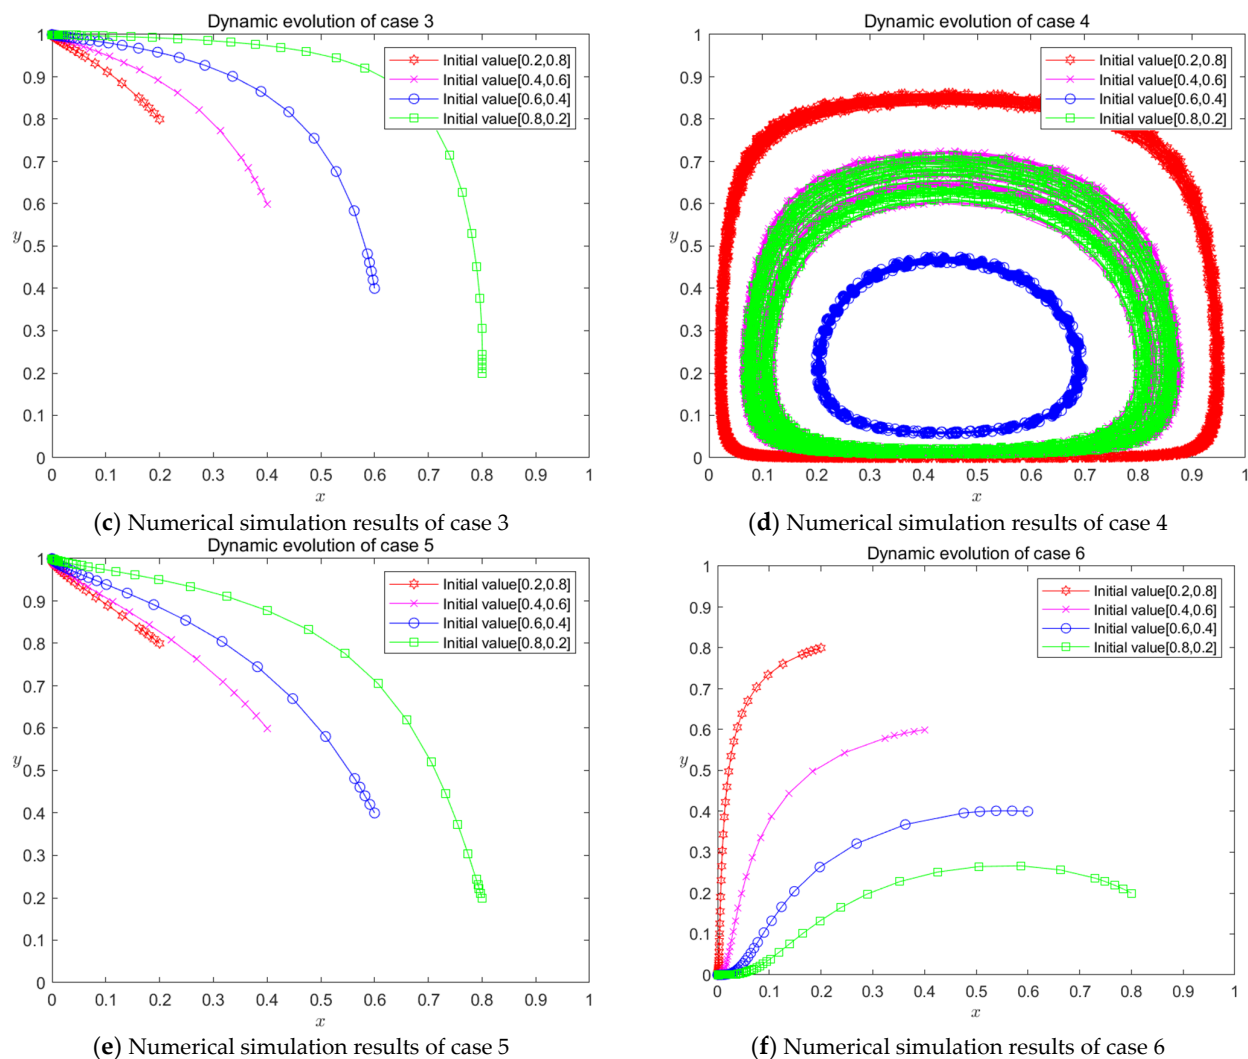 Dynamic evolution of case 3
Initial value[0.2,0.8]
Initial value[0.4,0.6]
Initial value[0.6,0.4]
Initial value[0.8,0.2]
1
0.9
0.8
0.7
0.6
0.5
0.4
0.3
0.2
0.1
0
y
0 0.1 0.2 0.3 0.4 0.5 0.6 0.7 0.8 0.9 1
x
(c) Numerical simulation results of case 3
Dynamic evolution of case 4
Initial value[0.2,0.8]
Initial value[0.4,0.6]
Initial value[0.6,0.4]
Initial value[0.8,0.2]
1
0.9
0.8
0.7
0.6
0.5
0.4
0.3
0.2
0.1
0
y
0 0.1 0.2 0.3 0.4 0.5 0.6 0.7 0.8 0.9 1
x
(d) Numerical simulation results of case 4
Dynamic evolution of case 5
Initial value[0.2,0.8]
Initial value[0.4,0.6]
Initial value[0.6,0.4]
Initial value[0.8,0.2]
1
0.9
0.8
0.7
0.6
0.5
0.4
0.3
0.2
0.1
0
y
0 0.1 0.2 0.3 0.4 0.5 0.6 0.7 0.8 0.9 1
x
(e) Numerical simulation results of case 5
Dynamic evolution of case 6
Initial value[0.2,0.8]
Initial value[0.4,0.6]
Initial value[0.6,0.4]
Initial value[0.8,0.2]
1
0.9
0.8
0.7
0.6
0.5
0.4
0.3
0.2
0.1
0
y
0 0.1 0.2 0.3 0.4 0.5 0.6 0.7 0.8 0.9 1
x
(f) Numerical simulation results of case 6